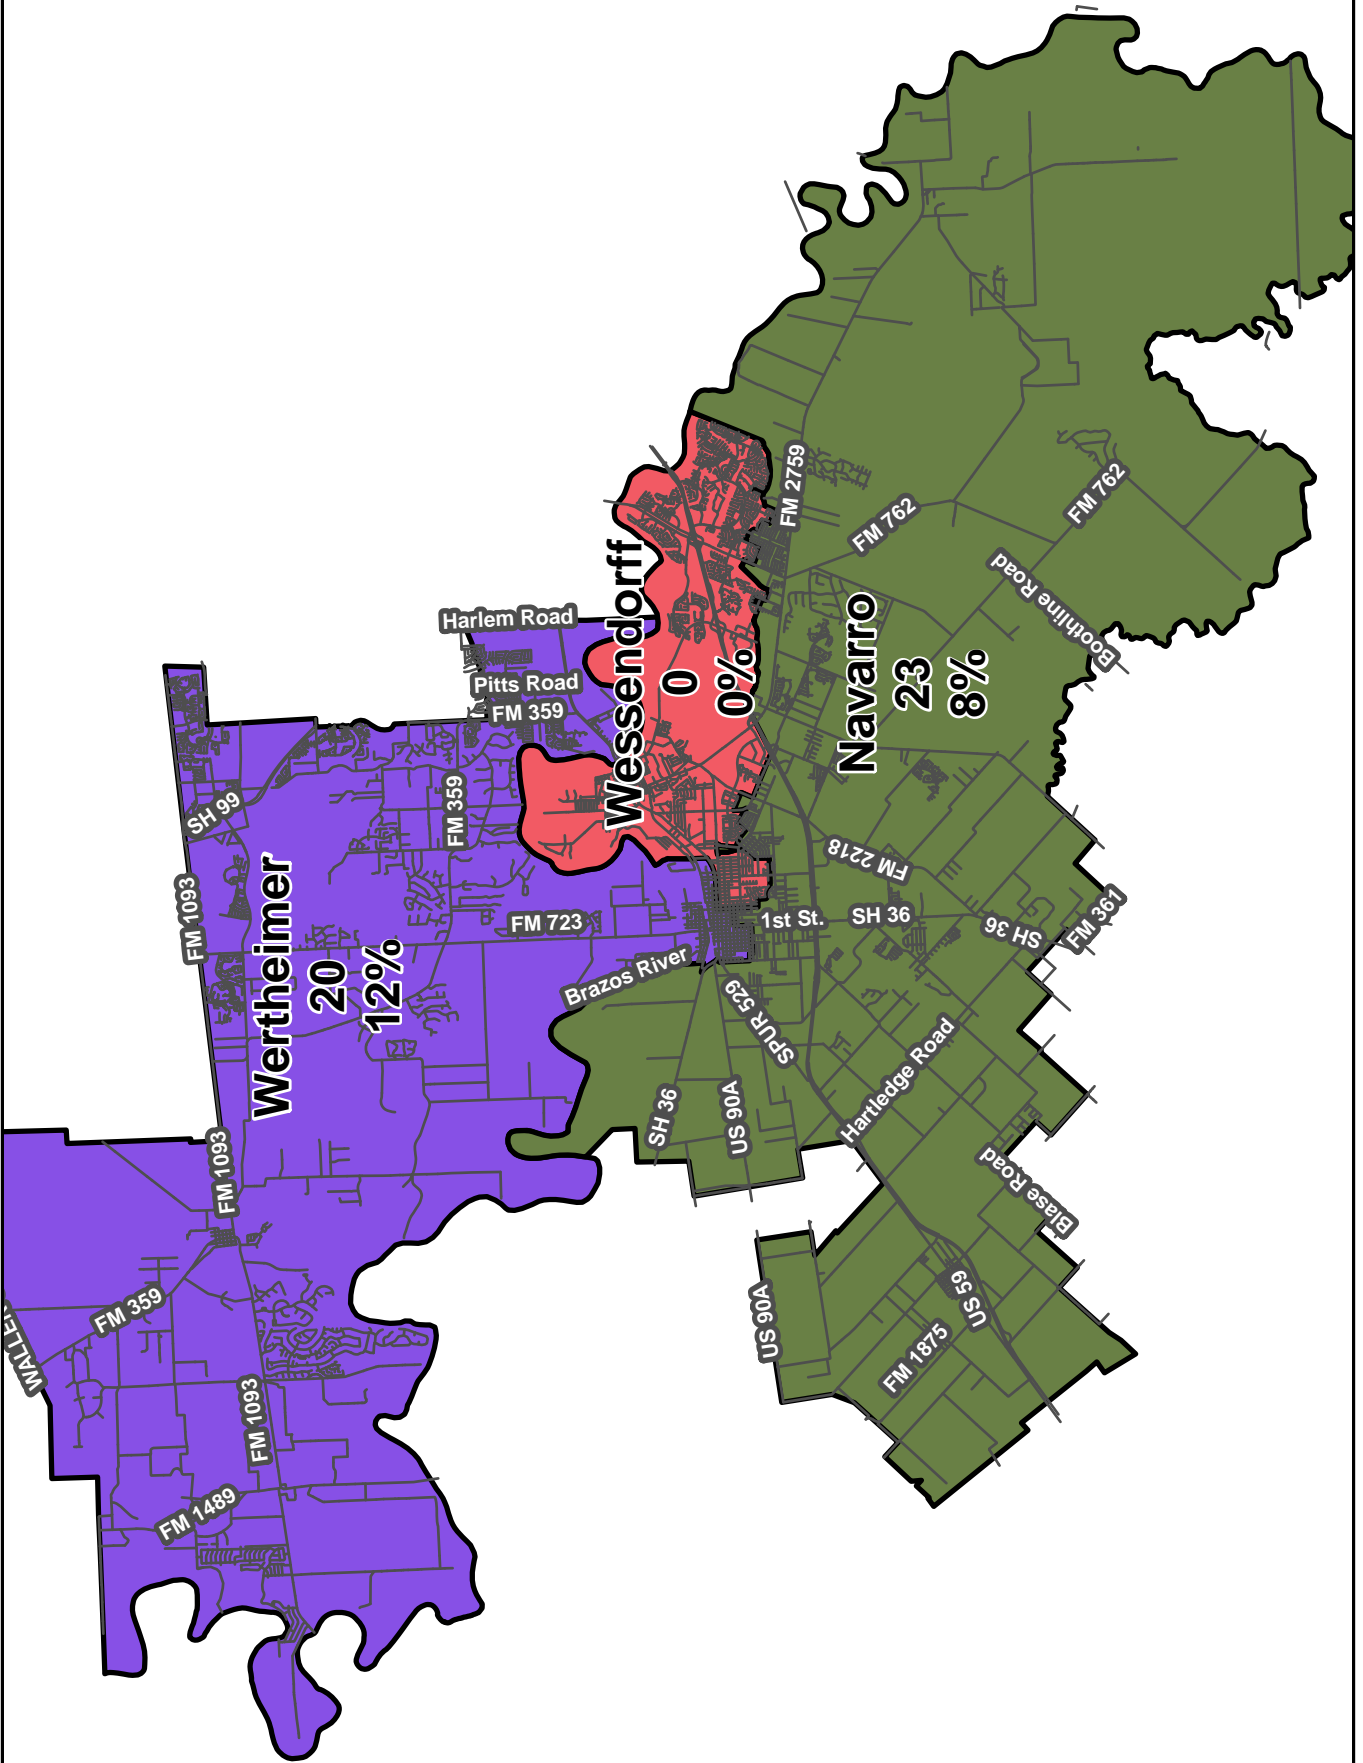 Harlem Road
Pitts Road
FM 359
SH 99
FM 359
FM 1093
Wertheimer
20
12%
FM 723
Brazos River
FM 1093
FM 359
FM 1093
FM 1489
Wessendorff
0
0%
FM 2759
FM 762
FM 762
Boothline Road
Navarro
23
8%
FM 2218
1st St.
SH 36
SH 36
FM 361
SPUR 529
SH 36
US 90A
Hartledge Road
Blase Road
US 90A
US 59
FM 1875